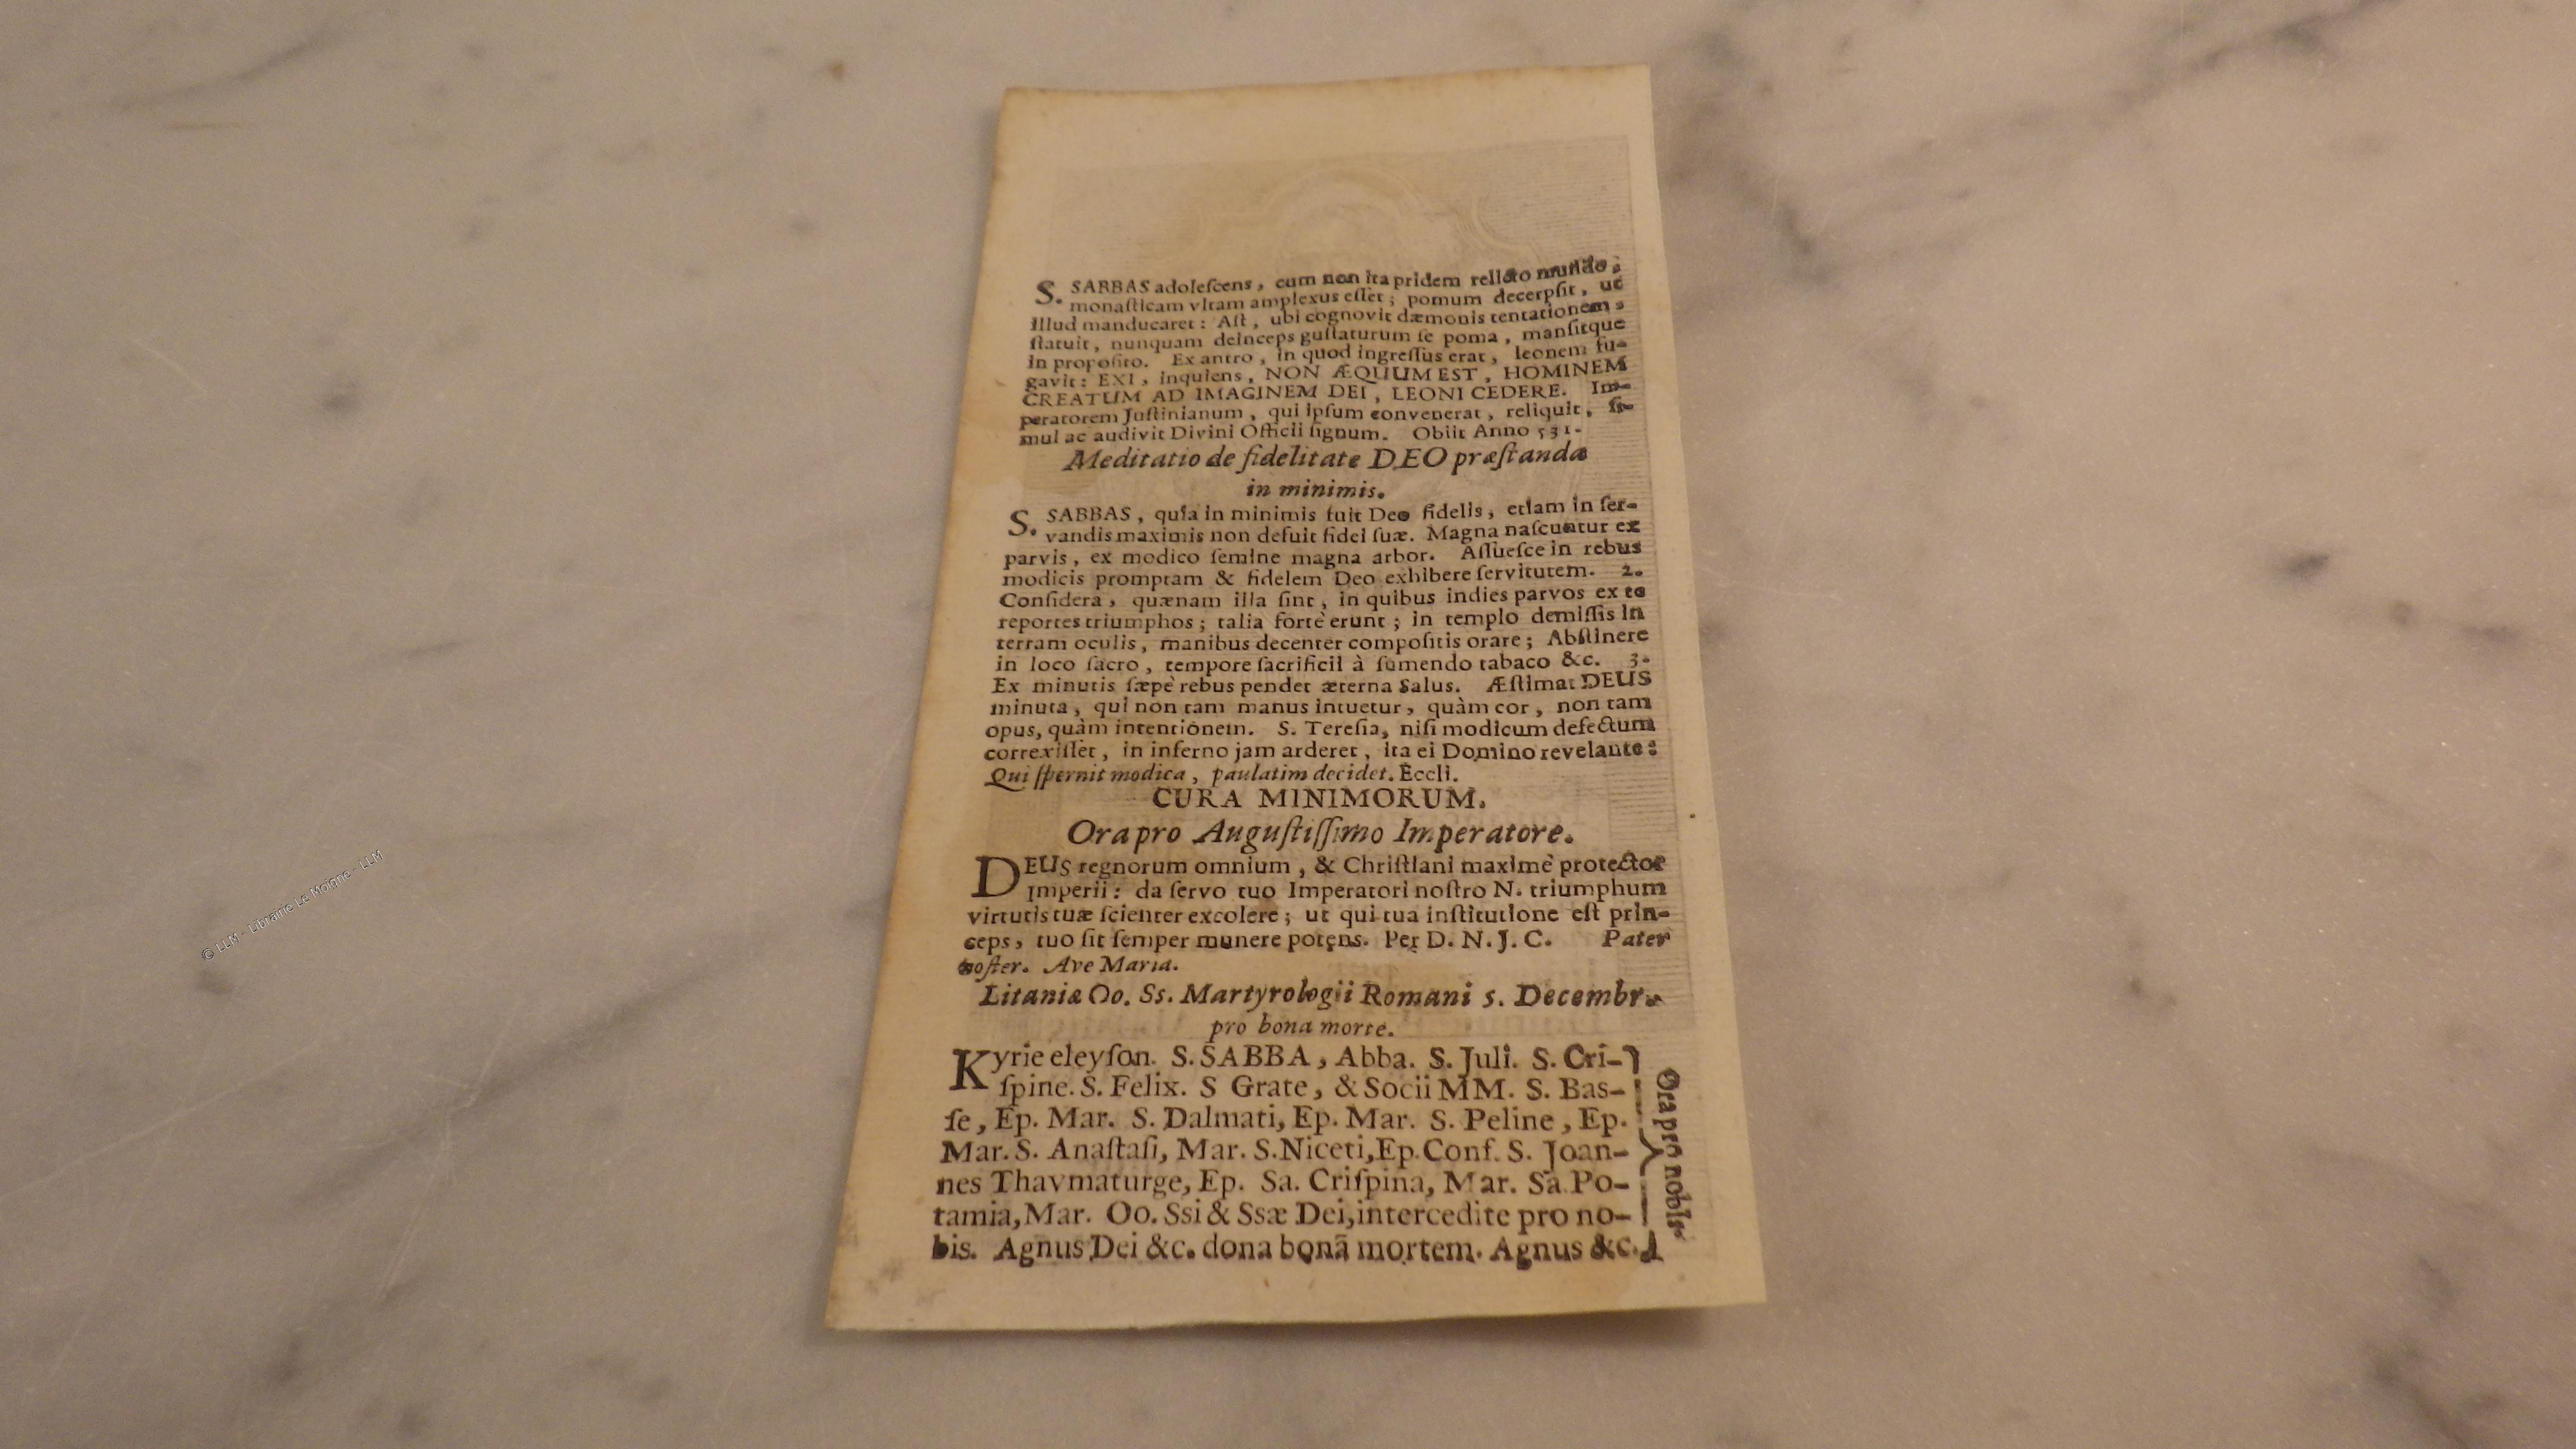 S. SABBAS adoleſcens, cum non ita pridem relicto mundo,
monaſticam vitam amplexus eſſet; pomum decerpſit, ut
illud manducaret: Aſt, ubi cognovit dæmonis tentationem,
ſtatuit, nunquam deinceps guſtaturum ſe poma, manſitque
in propoſito. Ex antro, in quod ingreſſus erat, leonem fu-
gavit: EXI, inquiens, NON ÆQUUM EST, HOMINEM
CREATUM AD IMAGINEM DEI, LEONI CEDERE. Im-
peratorem Juſtinianum, qui ipſum convenerat, reliquit, ſi-
mul ac audivit Divini Officii ſignum. Obiit Anno 531.
Meditatio de fidelitate DEO præſtanda
in minimis.
S. SABBAS, quia in minimis fuit Deo fidelis, etiam in ſer-
vandis maximis non defuit fidei ſuæ. Magna naſcuntur ex
parvis, ex modico ſemine magna arbor. Aſſueſce in rebus
modicis promptam & fidelem Deo exhibere ſervitutem. 2.
Conſidera, quænam illa ſint, in quibus indies parvos ex te
reportes triumphos; talia fortè erunt; in templo demiſſis in
terram oculis, manibus decenter compoſitis orare; Abſtinere
in loco ſacro, tempore ſacrificii à ſumendo tabaco &c. 3.
Ex minutis ſæpè rebus pendet æterna Salus. Æſtimat DEUS
minuta, qui non tam manus intuetur, quàm cor, non tam
opus, quàm intentiònem. S. Tereſia, niſi modicum defectum
correxiſſet, in inferno jam arderet, ita ei Domino revelante:
Qui ſpernit modica, paulatim decidet. Eccli.
CURA MINIMORUM.
Ora pro Auguſtiſſimo Imperatore.
DEUS regnorum omnium, & Chriſtiani maximè protector
Imperii: da ſervo tuo Imperatori noſtro N. triumphum
virtutis tuæ ſcienter excolere; ut qui tua inſtitutione eſt prin-
ceps, tuo ſit ſemper munere potens. Per D. N. J. C. Pater
noſter. Ave Maria.
Litaniæ Oo. Ss. Martyrologii Romani 5. Decembr.
pro bona morte.
Kyrie eleyſon. S. SABBA, Abba. S. Juli. S. Cri-
ſpine. S. Felix. S Grate, & Socii MM. S. Bas-
ſe, Ep. Mar. S. Dalmati, Ep. Mar. S. Peline, Ep.
Mar. S. Anaſtaſi, Mar. S. Niceti, Ep. Conf. S. Joan-
nes Thavmaturge, Ep. Sa. Criſpina, Mar. Sa. Po-
tamia, Mar. Oo. Ssi & Ssæ Dei, intercedite pro no-
bis. Agnus Dei &c. dona bonã mortem. Agnus &c.
Ora pro nobis.
© LLM - Librairie Le Moigne - LLM